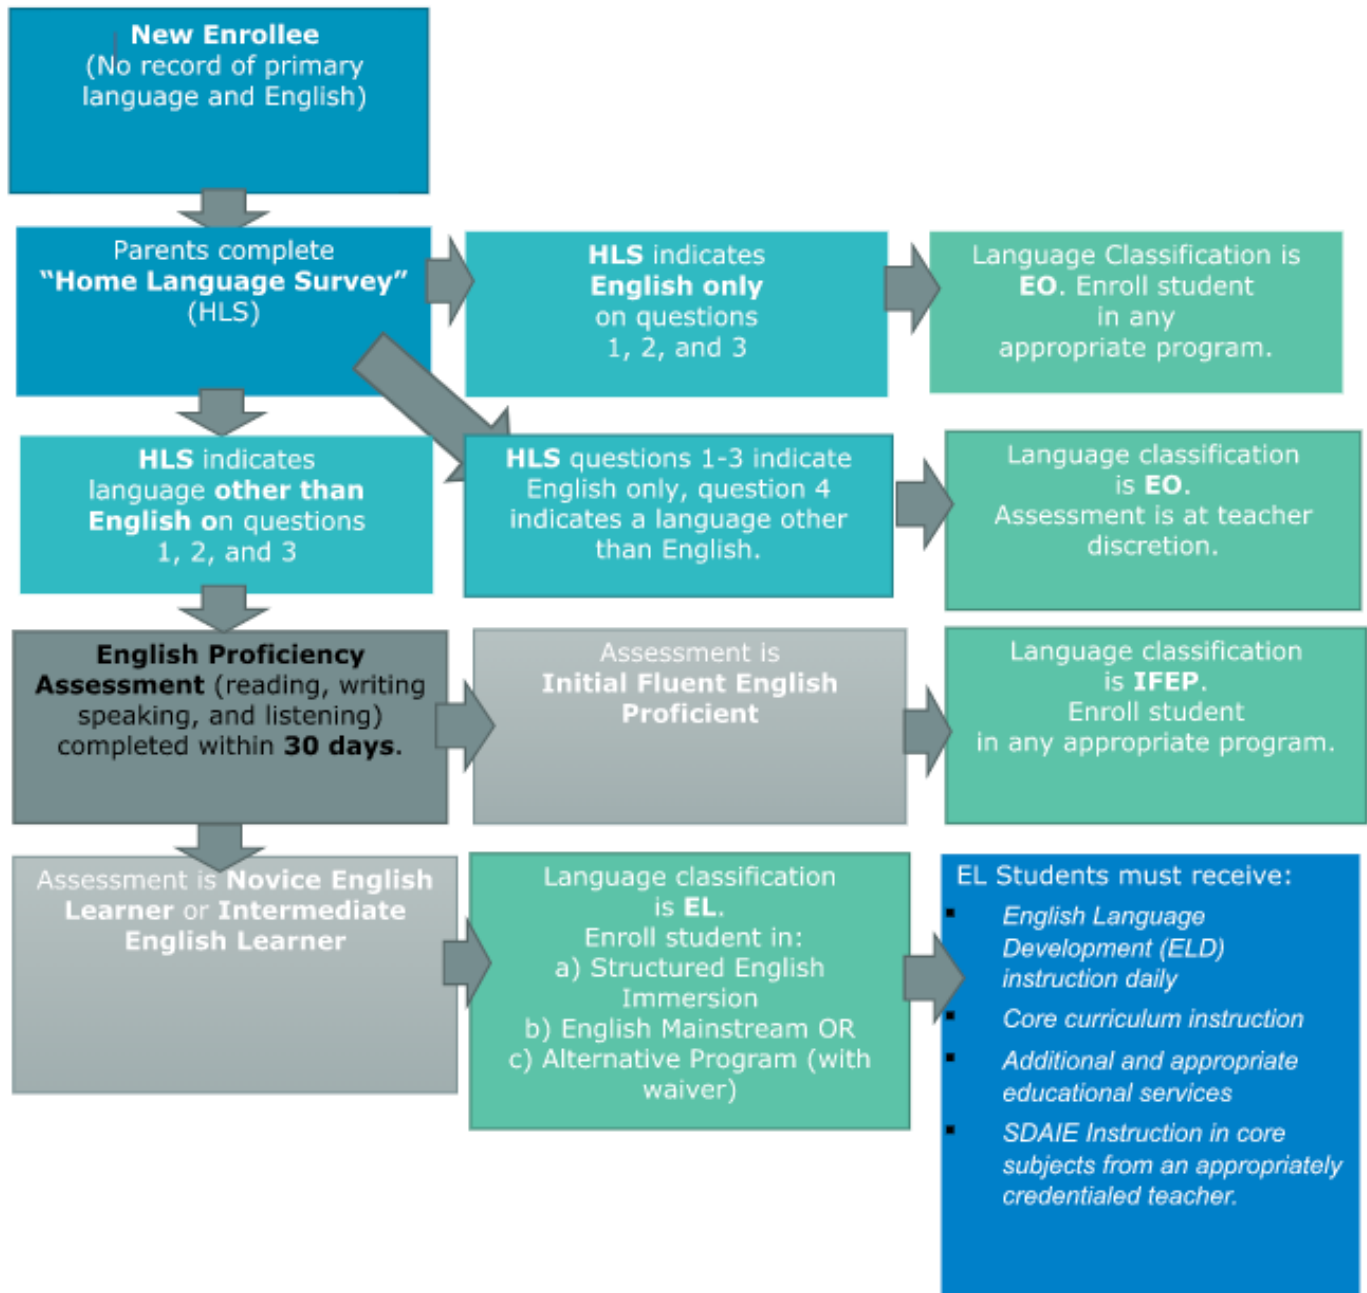 New Enrollee
(No record of primary
language and English)
Parents complete
“Home Language Survey”
(HLS)
HLS indicates
English only
on questions
1, 2, and 3
Language Classification is
EO. Enroll student
in any
appropriate program.
HLS indicates
language other than
English on questions
1, 2, and 3
HLS questions 1-3 indicate
English only, question 4
indicates a language other
than English.
Language classification
is EO.
Assessment is at teacher
discretion.
English Proficiency
Assessment (reading, writing
speaking, and listening)
completed within 30 days.
Assessment is
Initial Fluent English
Proficient
Language classification
is IFEP.
Enroll student
in any appropriate program.
Assessment is Novice English
Learner or Intermediate
English Learner
Language classification
is EL.
Enroll student in:
a) Structured English
Immersion
b) English Mainstream OR
c) Alternative Program (with
waiver)
EL Students must receive:
▪ English Language
Development (ELD)
instruction daily
▪ Core curriculum instruction
▪ Additional and appropriate
educational services
▪ SDAIE Instruction in core
subjects from an appropriately
credentialed teacher.